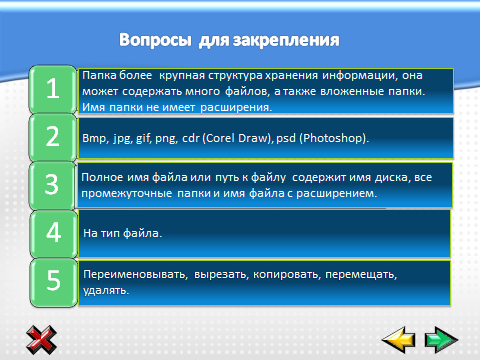 Вопросы для закрепления
1
Папка более крупная структура хранения информации, она
может содержать много файлов, а также вложенные папки.
Имя папки не имеет расширения.
2
Bmp, jpg, gif, png, cdr (Corel Draw), psd (Photoshop).
3
Полное имя файла или путь к файлу содержит имя диска, все
промежуточные папки и имя файла с расширением.
4
На тип файла.
5
Переименовывать, вырезать, копировать, перемещать,
удалять.